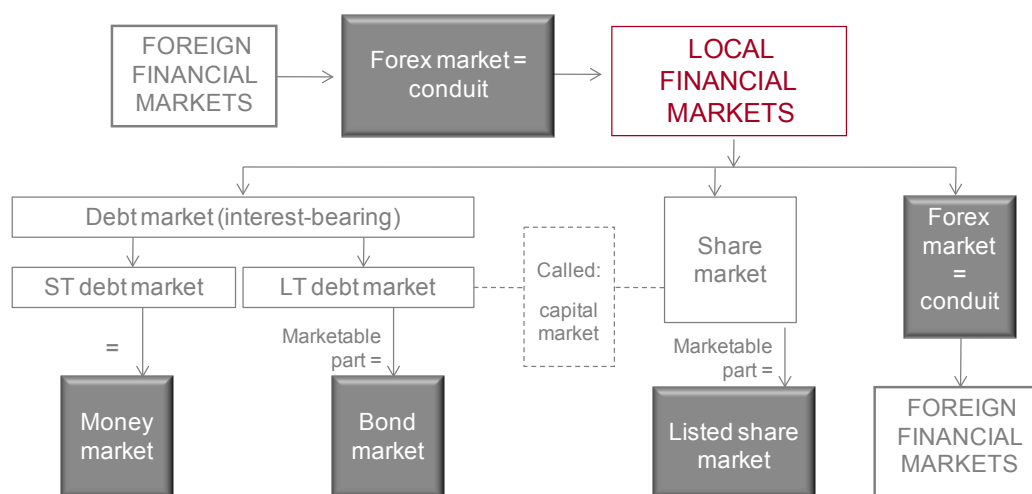 FOREIGN
FINANCIAL
MARKETS
Forex market =
conduit
LOCAL
FINANCIAL
MARKETS
Debt market (interest-bearing)
ST debt market
LT debt market
Called:
capital
market
Share
market
Forex
market
=
conduit
=
Marketable
part =
Marketable
part =
Money
market
Bond
market
Listed share
market
FOREIGN
FINANCIAL
MARKETS